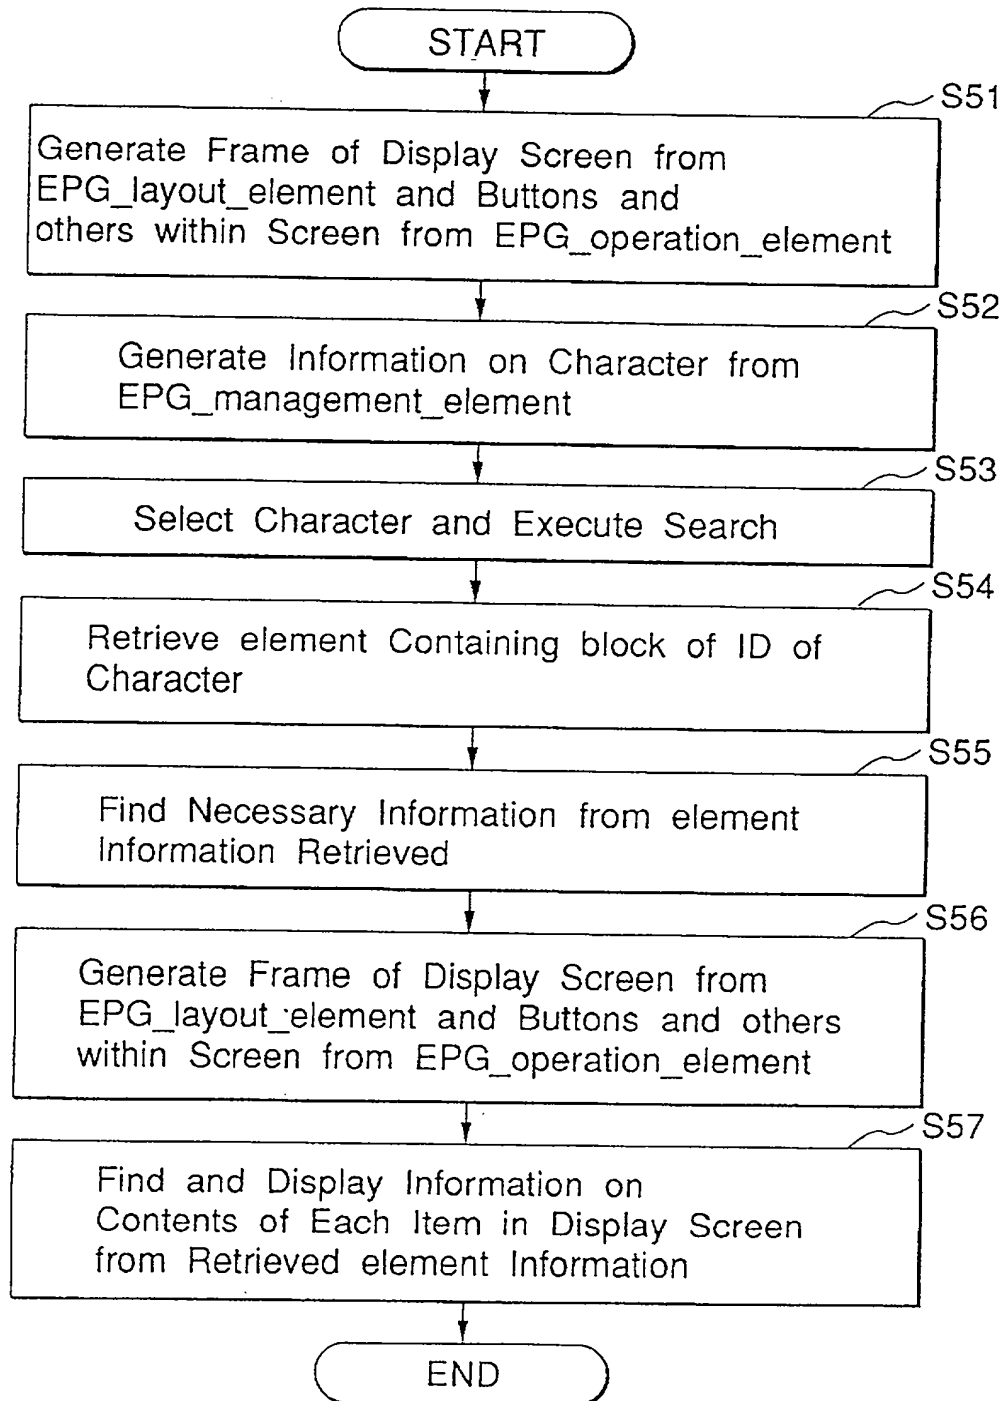 START
S51
Generate Frame of Display Screen from
EPG_layout_element and Buttons and
others within Screen from EPG_operation_element
S52
Generate Information on Character from
EPG_management_element
S53
Select Character and Execute Search
S54
Retrieve element Containing block of ID of
Character
S55
Find Necessary Information from element
Information Retrieved
S56
Generate Frame of Display Screen from
EPG_layout_element and Buttons and others
within Screen from EPG_operation_element
S57
Find and Display Information on
Contents of Each Item in Display Screen
from Retrieved element Information
END